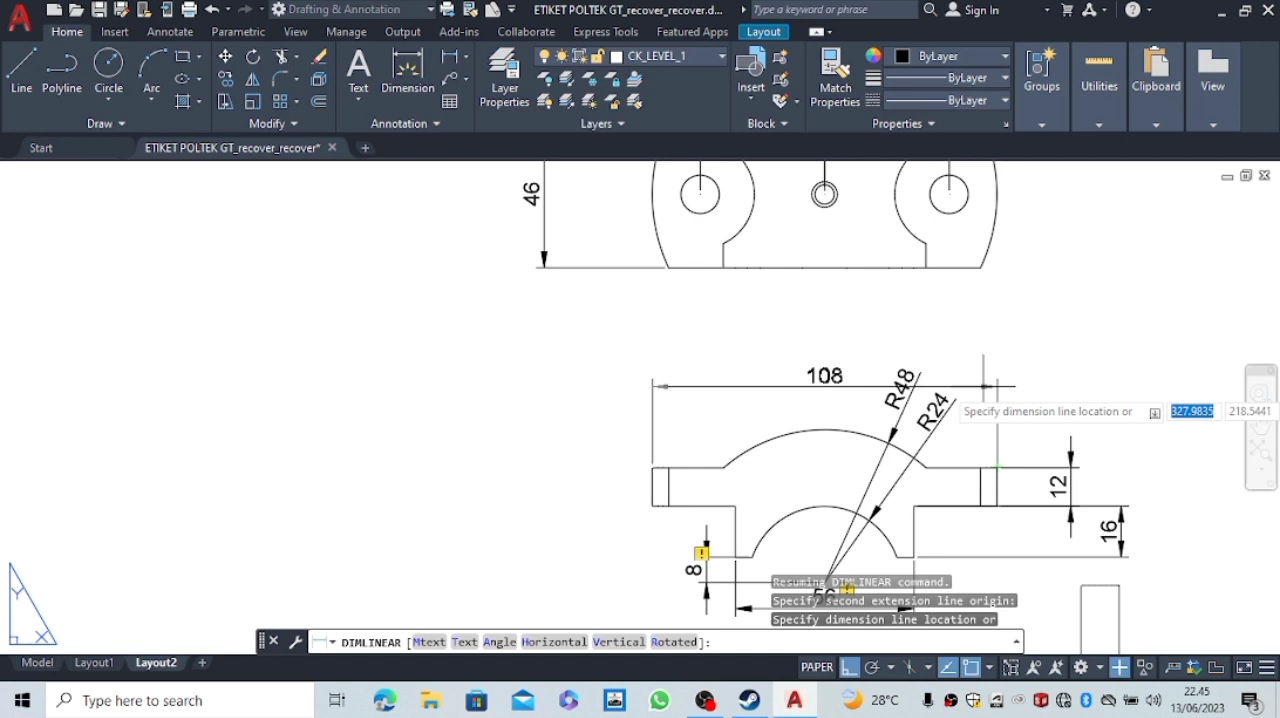 Drafting & Annotation
ETIKET POLTEK GT_recover_recover.d...
Type a keyword or phrase
Sign In
Home Insert Annotate Parametric View Manage Output Add-ins Collaborate Express Tools Featured Apps Layout
Line Polyline Circle Arc
Text Dimension
Layer Properties
CK_LEVEL_1
Insert
Match Properties
ByLayer
ByLayer
ByLayer
Groups Utilities Clipboard View
Draw Modify Annotation Layers Block Properties
Start ETIKET POLTEK GT_recover_recover*
46
108
R48
R24
Specify dimension line location or 327.9835 218.5441
12
16
8
56
Resuming DIMLINEAR command.
Specify second extension line origin:
Specify dimension line location or
Y
X
DIMLINEAR [Mtext Text Angle Horizontal Vertical Rotated]:
Model Layout1 Layout2 +
PAPER
Type here to search
28°C
22.45
13/06/2023
3